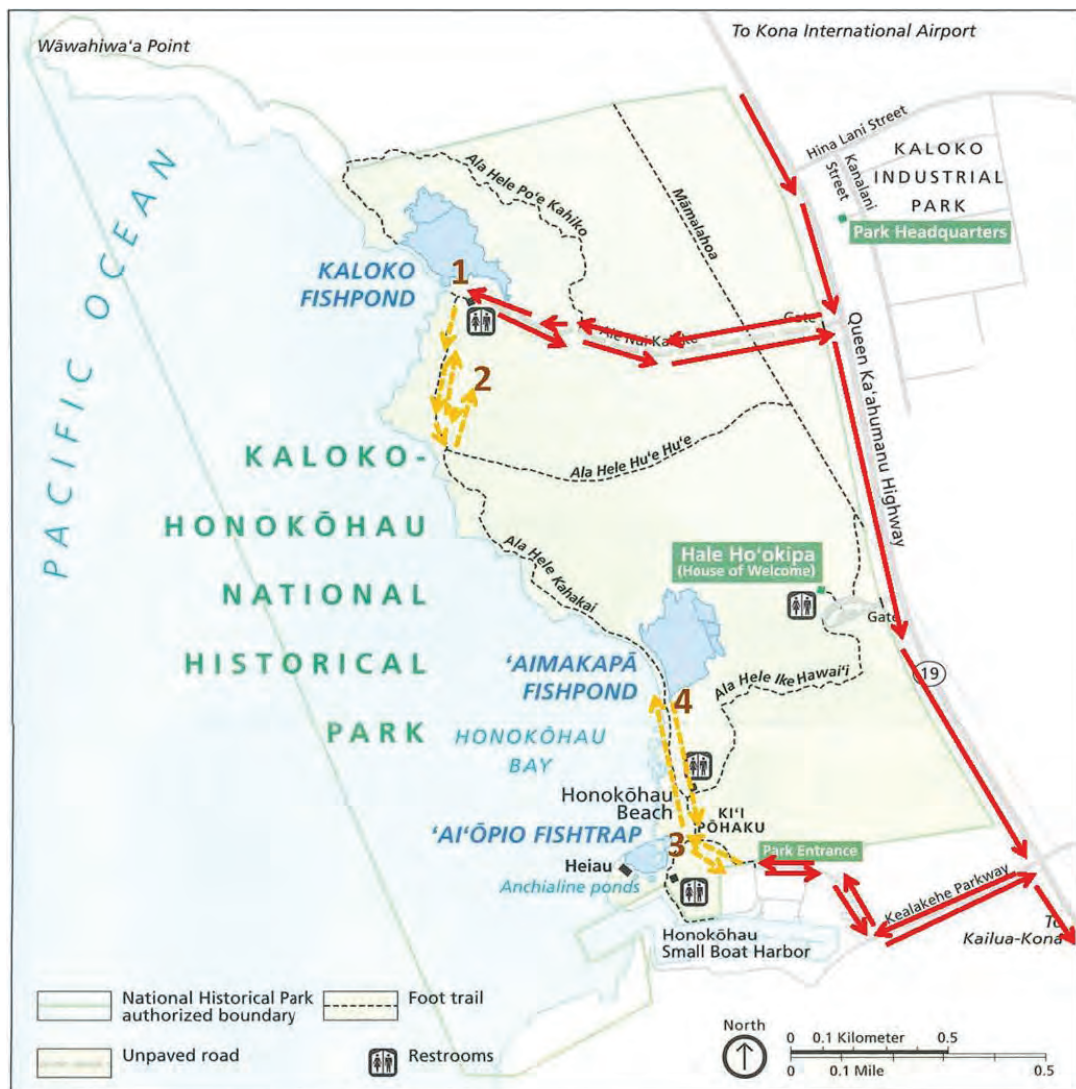 Wāwahiwa‘a Point
To Kona International Airport
Hina Lani Street
Kanalani
Street
KALOKO
INDUSTRIAL
PARK
Park Headquarters
PACIFIC OCEAN
Ala Hele Po‘e Kahiko
Māmalahoa
KALOKO
FISHPOND
1
Gate
Queen Ka‘ahumanu Highway
2
KALOKO-
HONOKŌHAU
NATIONAL
HISTORICAL
PARK
Ala Hele Hu‘e Hu‘e
Ala Hele Kahakai
Hale Ho‘okipa
(House of Welcome)
Gate
19
‘AIMAKAPĀ
FISHPOND
4
Ala Hele Ike Hawai‘i
HONOKŌHAU
BAY
Honokōhau
Beach
KI‘I
PŌHAKU
‘AI‘ŌPIO FISHTRAP
3
Park Entrance
Heiau
Anchialine ponds
Kealakehe Parkway
To
Kailua-Kona
Honokōhau
Small Boat Harbor
National Historical Park
authorized boundary
Foot trail
Unpaved road
Restrooms
North
0 0.1 Kilometer 0.5
0 0.1 Mile 0.5